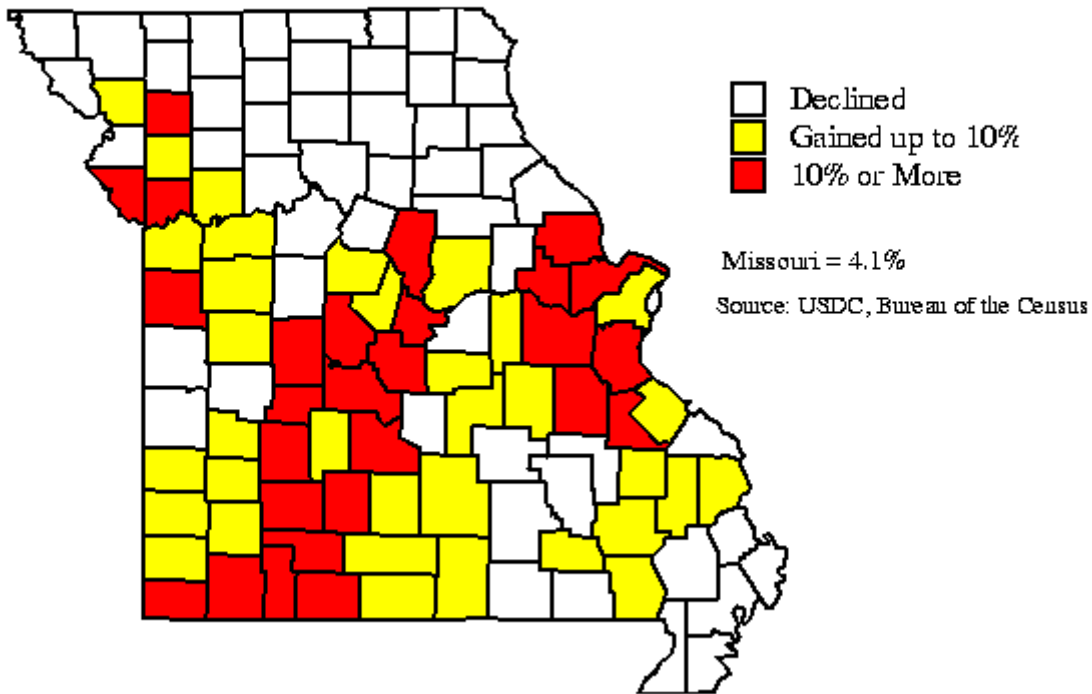 Declined
Gained up to 10%
10% or More
Missouri = 4.1%
Source: USDC, Bureau of the Census